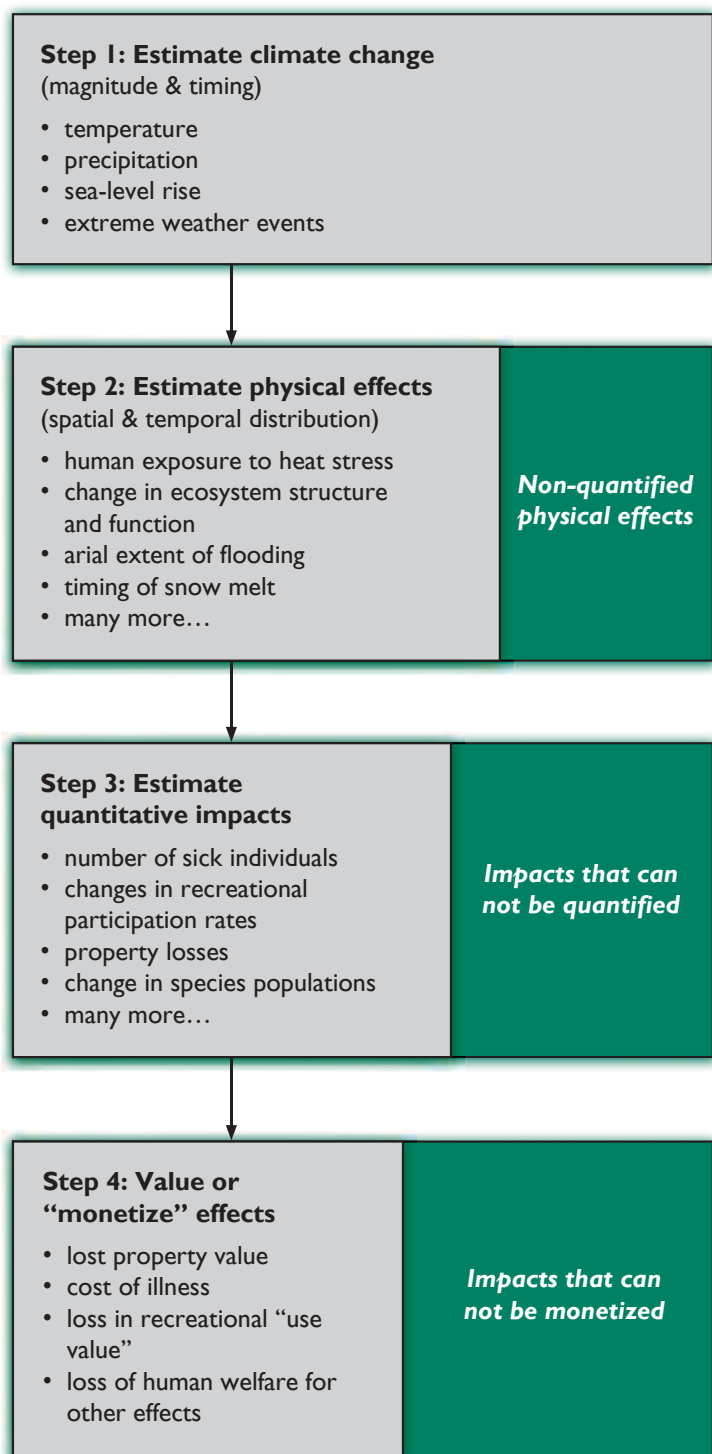 Step 1: Estimate climate change
(magnitude & timing)
• temperature
• precipitation
• sea-level rise
• extreme weather events
Step 2: Estimate physical effects
(spatial & temporal distribution)
• human exposure to heat stress
• change in ecosystem structure
and function
• arial extent of flooding
• timing of snow melt
• many more…
Non-quantified
physical effects
Step 3: Estimate
quantitative impacts
• number of sick individuals
• changes in recreational
participation rates
• property losses
• change in species populations
• many more…
Impacts that can
not be quantified
Step 4: Value or
“monetize” effects
• lost property value
• cost of illness
• loss in recreational “use
value”
• loss of human welfare for
other effects
Impacts that can
not be monetized